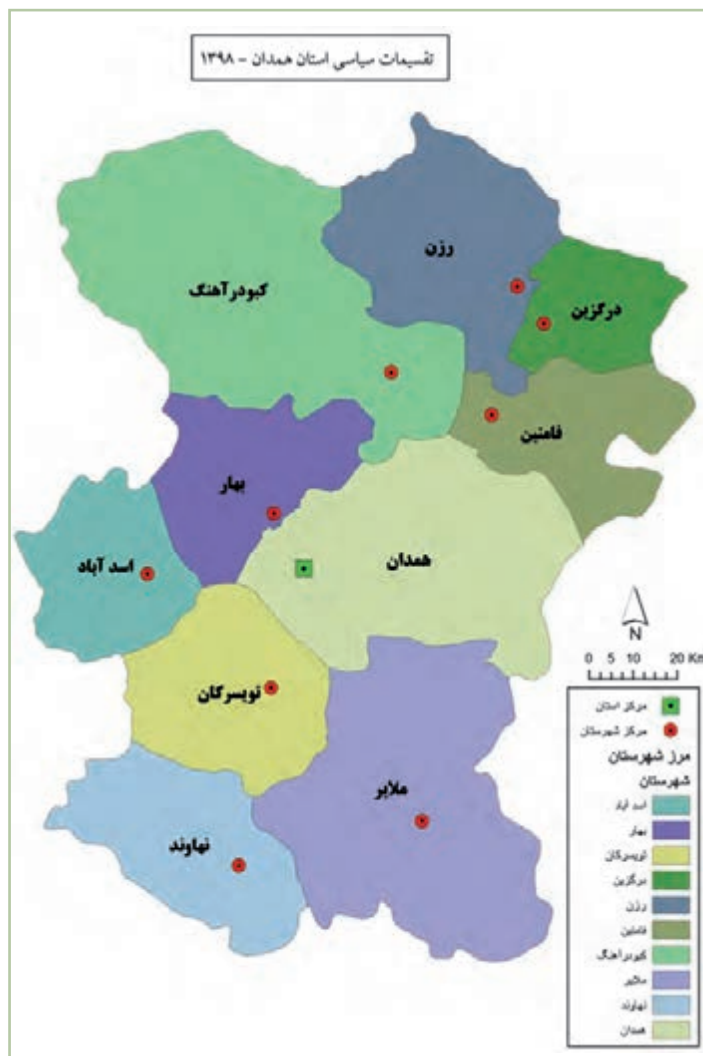 تقسیمات سیاسی استان همدان - ۱۳۹۸
رزن
کبودرآهنگ
درگزین
فامنین
بهار
همدان
اسد آباد
تویسرکان
ملایر
نهاوند
N
0 5 10 20 Km
مرکز استان
مرکز شهرستان
مرز شهرستان
شهرستان
اسد آباد
بهار
تویسرکان
درگزین
رزن
فامنین
کبودرآهنگ
ملایر
نهاوند
همدان